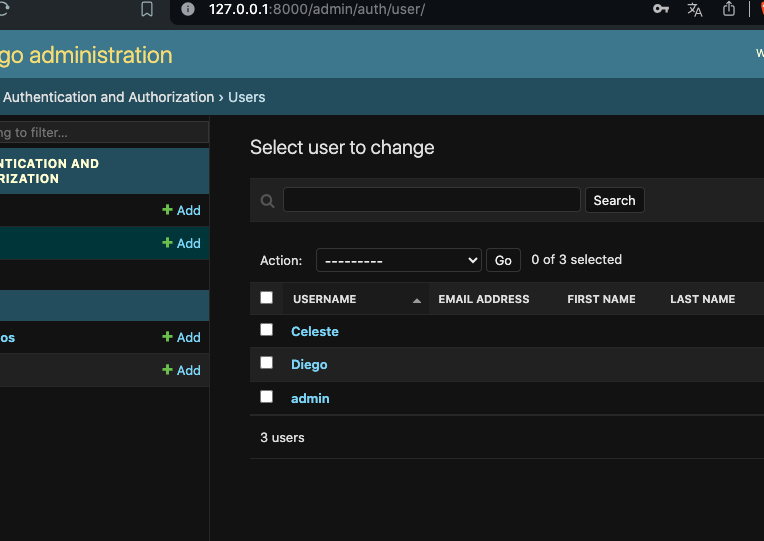 127.0.0.1:8000/admin/auth/user/
go administration
W
Authentication and Authorization › Users
ng to filter...
NTICATION AND
RIZATION
+ Add
+ Add
os + Add
+ Add
Select user to change
Search
Action: --------- Go 0 of 3 selected
USERNAME EMAIL ADDRESS FIRST NAME LAST NAME
Celeste
Diego
admin
3 users